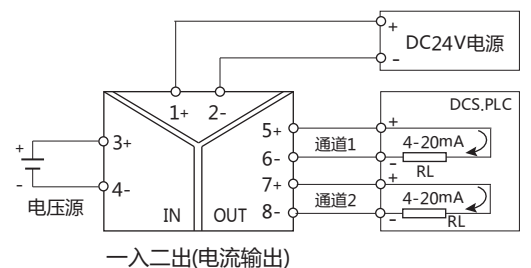 +
DC24V电源
-
DCS.PLC
1+ 2-
5+ 通道1 + 4-20mA
3+
6- - RL
+
7+ + 4-20mA
4-
-
通道2
电压源 IN OUT 8- - RL
一入二出(电流输出)